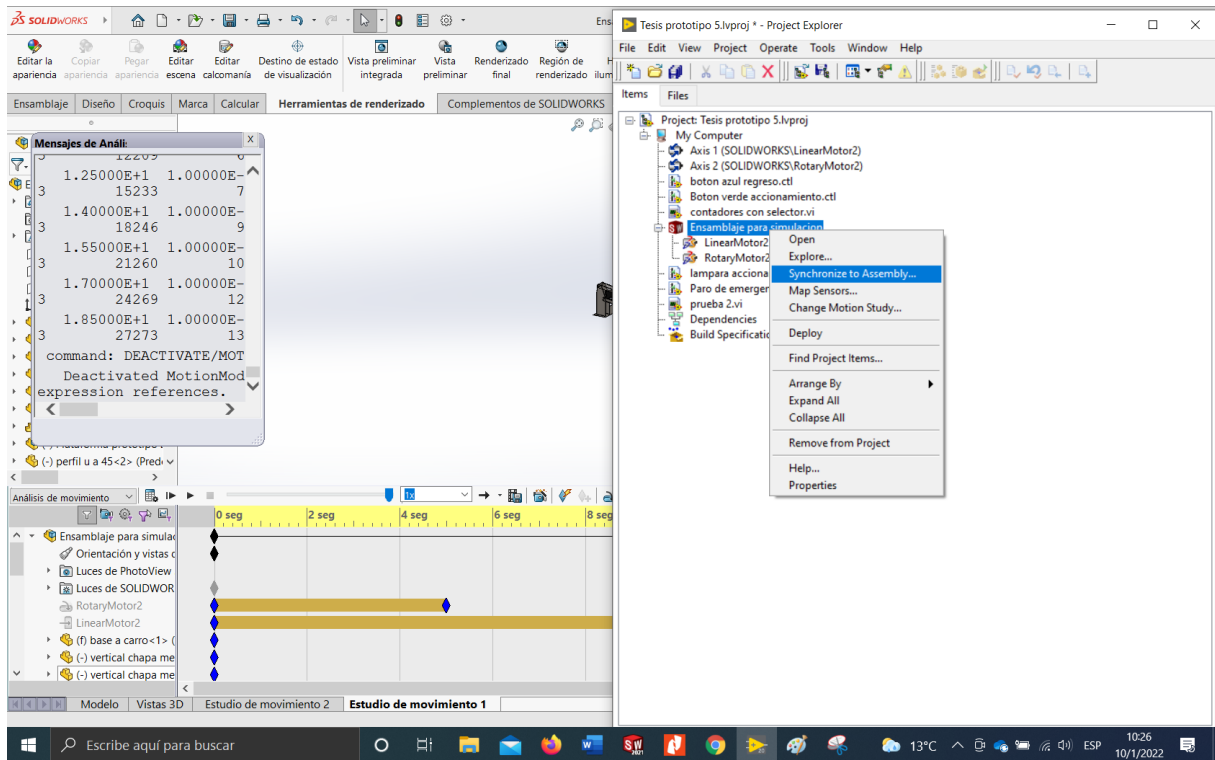 SOLIDWORKS
Ens
Editar la apariencia
Copiar apariencia
Pegar apariencia
Editar escena
Editar calcomanía
Destino de estado de visualización
Vista preliminar integrada
Vista preliminar
Renderizado final
Región de renderizado
ilum
Ensamblaje Diseño Croquis Marca Calcular Herramientas de renderizado Complementos de SOLIDWORKS
Mensajes de Análi:
X
3 12209 6
1.25000E+1 1.00000E-
3 15233 7
1.40000E+1 1.00000E-
3 18246 9
1.55000E+1 1.00000E-
3 21260 10
1.70000E+1 1.00000E-
3 24269 12
1.85000E+1 1.00000E-
3 27273 13
command: DEACTIVATE/MOT
Deactivated MotionMod
expression references.
(-) perfil u a 45<2> (Pred
Análisis de movimiento
1x
0 seg 2 seg 4 seg 6 seg 8 seg
Ensamblaje para simulac
Orientación y vistas d
Luces de PhotoView
Luces de SOLIDWOR
RotaryMotor2
LinearMotor2
(f) base a carro<1> (
(-) vertical chapa me
(-) vertical chapa me
Modelo Vistas 3D Estudio de movimiento 2 Estudio de movimiento 1
Tesis prototipo 5.lvproj * - Project Explorer
File Edit View Project Operate Tools Window Help
Items Files
Project: Tesis prototipo 5.lvproj
My Computer
Axis 1 (SOLIDWORKS\LinearMotor2)
Axis 2 (SOLIDWORKS\RotaryMotor2)
boton azul regreso.ctl
Boton verde accionamiento.ctl
contadores con selector.vi
Ensamblaje para simulacion
LinearMotor2
RotaryMotor2
lampara acciona
Paro de emerger
prueba 2.vi
Dependencies
Build Specificatic
Open
Explore...
Synchronize to Assembly...
Map Sensors...
Change Motion Study...
Deploy
Find Project Items...
Arrange By
Expand All
Collapse All
Remove from Project
Help...
Properties
Escribe aquí para buscar
13°C
ESP
10:26
10/1/2022